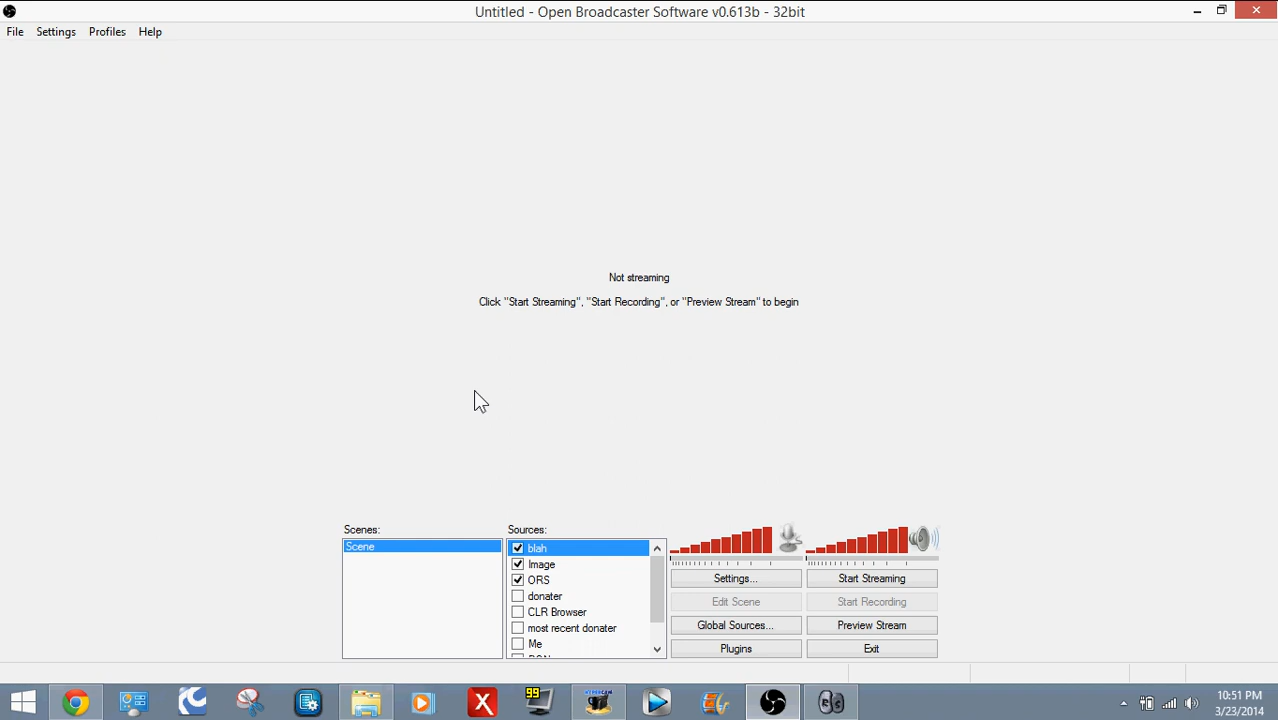 Untitled - Open Broadcaster Software v0.613b - 32bit
File Settings Profiles Help
Not streaming
Click "Start Streaming", "Start Recording", or "Preview Stream" to begin
Scenes:
Scene
Sources:
blah
Image
ORS
donater
CLR Browser
most recent donater
Me
Settings...
Start Streaming
Edit Scene
Start Recording
Global Sources...
Preview Stream
Plugins
Exit
99
HYPERCAM
10:51 PM
3/23/2014